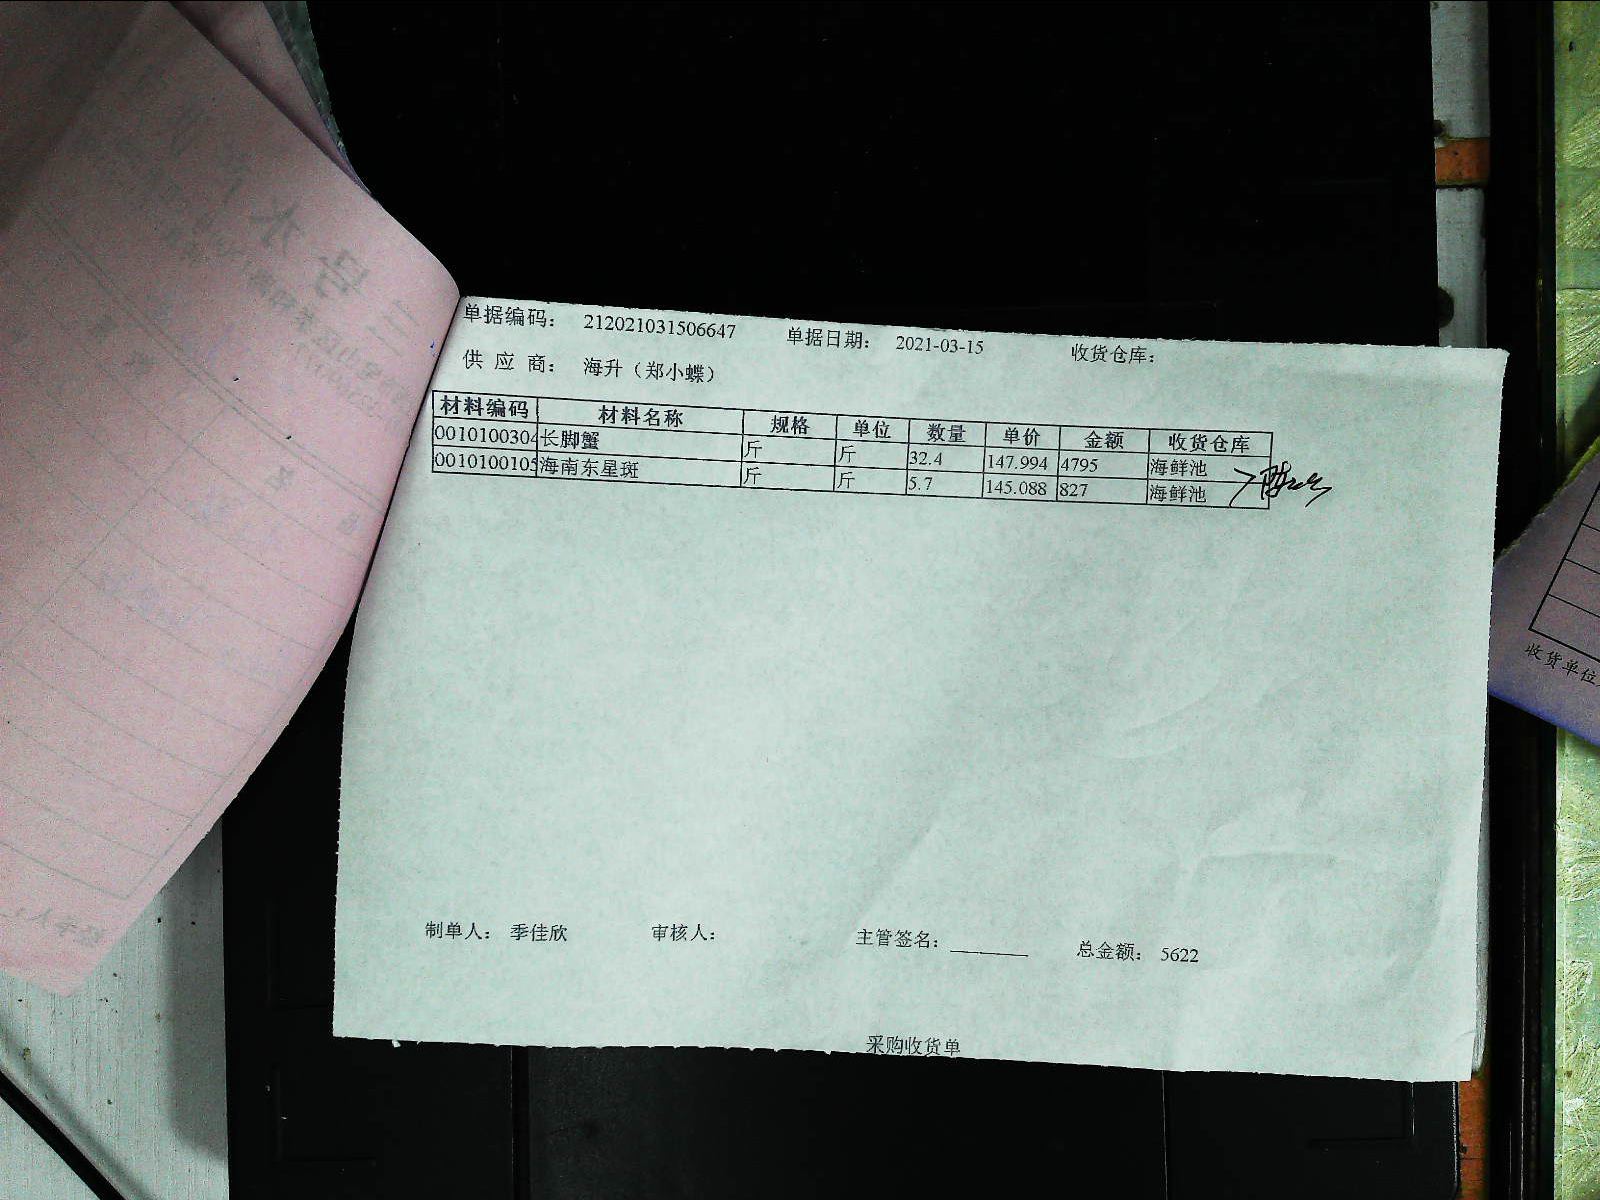 单据编码： 212021031506647 单据日期： 2021-03-15 收货仓库：
供 应 商： 海升（郑小蝶）
材料编码 材料名称 规格 单位 数量 单价 金额 收货仓库
0010100304 长脚蟹 斤 斤 32.4 147.994 4795 海鲜池
0010100105 海南东星斑 斤 斤 5.7 145.088 827 海鲜池
制单人： 季佳欣 审核人： 主管签名： 总金额： 5622
采购收货单
收货单位